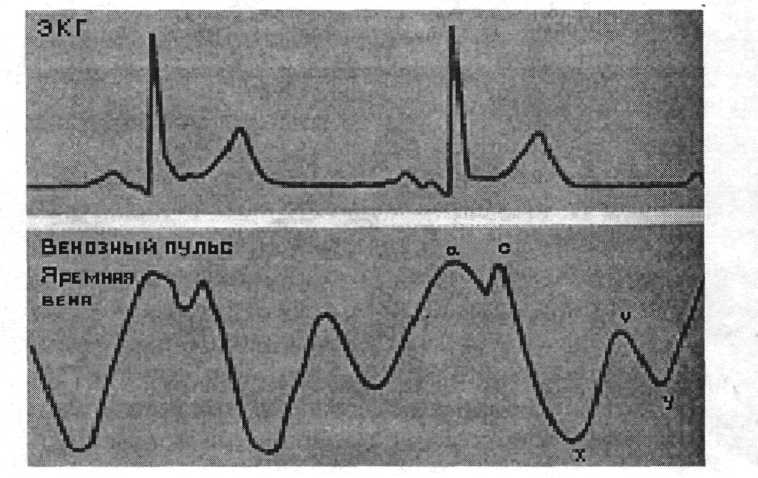 ЭКГ
Венозный пульс
Яремная
вена
a c
v
y
x